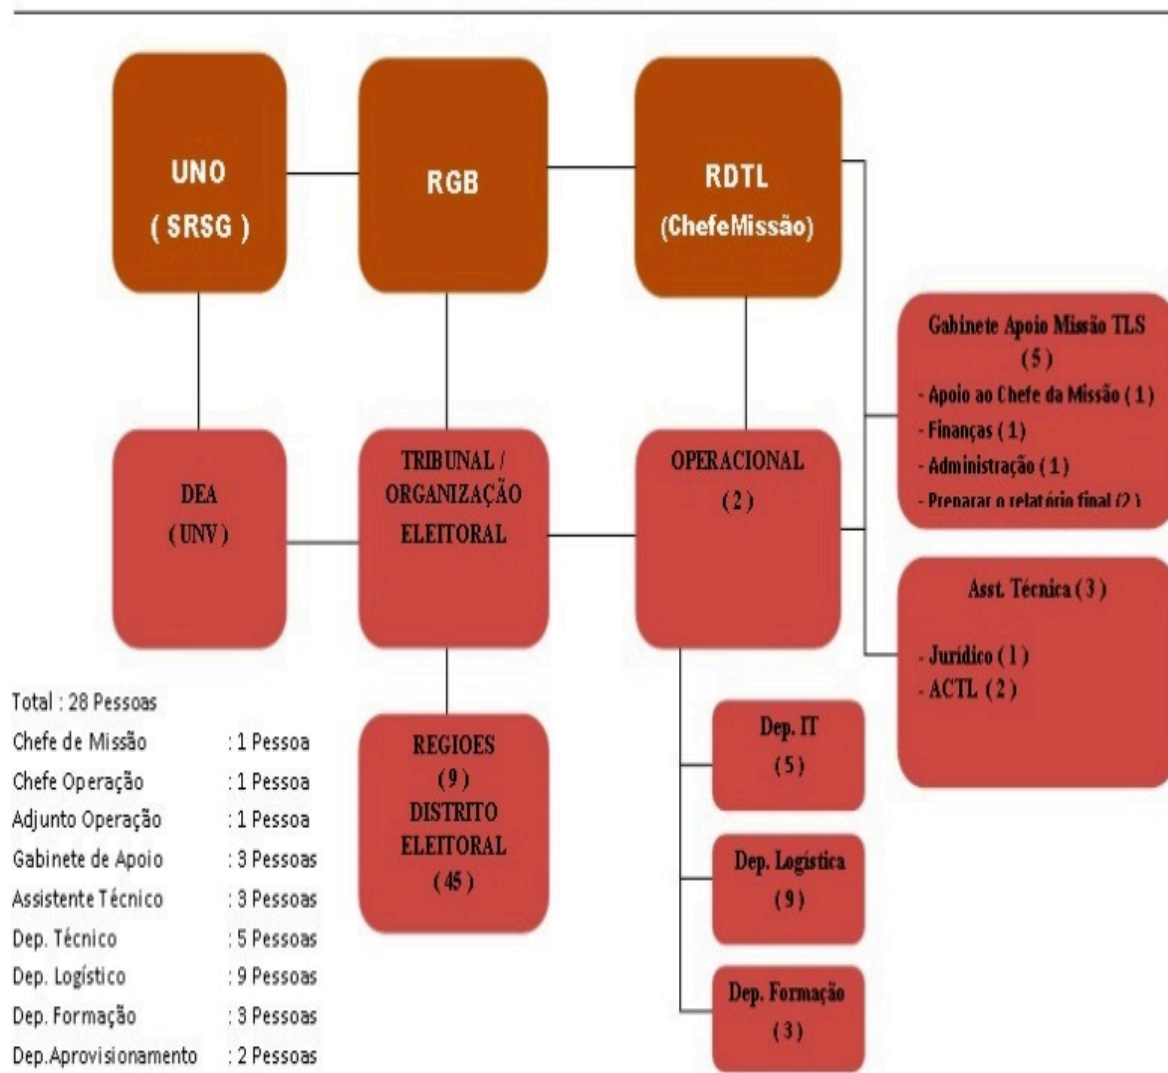 UNO
( SRSG )
RGB
RDTL
(ChefeMissão)
Gabinete Apoio Missão TLS
( 5 )
- Apoio ao Chefe da Missão ( 1 )
- Finanças ( 1 )
- Administração ( 1 )
- Preparar o relatório final (2 )
DEA
( UNV )
TRIBUNAL /
ORGANIZAÇÃO
ELEITORAL
OPERACIONAL
( 2 )
Asst. Técnica ( 3 )
- Jurídico ( 1 )
- ACTL ( 2 )
REGIOES
( 9 )
DISTRITO
ELEITORAL
( 45 )
Dep. IT
( 5 )
Dep. Logística
( 9 )
Dep. Formação
( 3 )
Total : 28 Pessoas
Chefe de Missão : 1 Pessoa
Chefe Operação : 1 Pessoa
Adjunto Operação : 1 Pessoa
Gabinete de Apoio : 3 Pessoas
Assistente Técnico : 3 Pessoas
Dep. Técnico : 5 Pessoas
Dep. Logístico : 9 Pessoas
Dep. Formação : 3 Pessoas
Dep.Aprovisionamento : 2 Pessoas